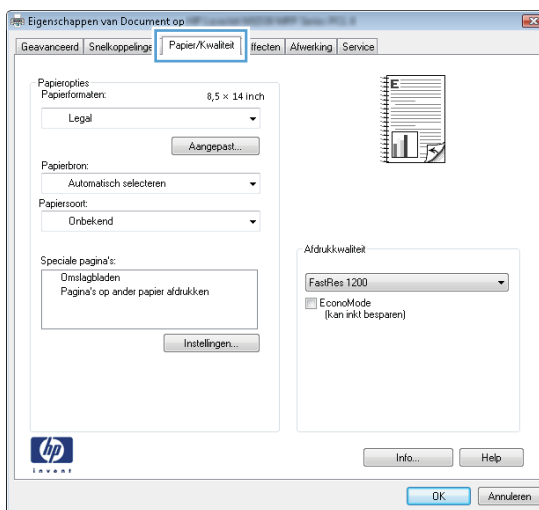 Eigenschappen van Document op
Geavanceerd Snelkoppelinge Papier/Kwaliteit ffecten Afwerking Service
Papieropties
Papierformaten: 8,5 × 14 inch
Legal
Aangepast...
Papierbron:
Automatisch selecteren
Papiersoort:
Onbekend
Speciale pagina's:
Omslagbladen
Pagina's op ander papier afdrukken
Instellingen...
E
Afdrukkwaliteit
FastRes 1200
EconoMode
(kan inkt besparen)
hp
invent
Info... Help
OK Annuleren